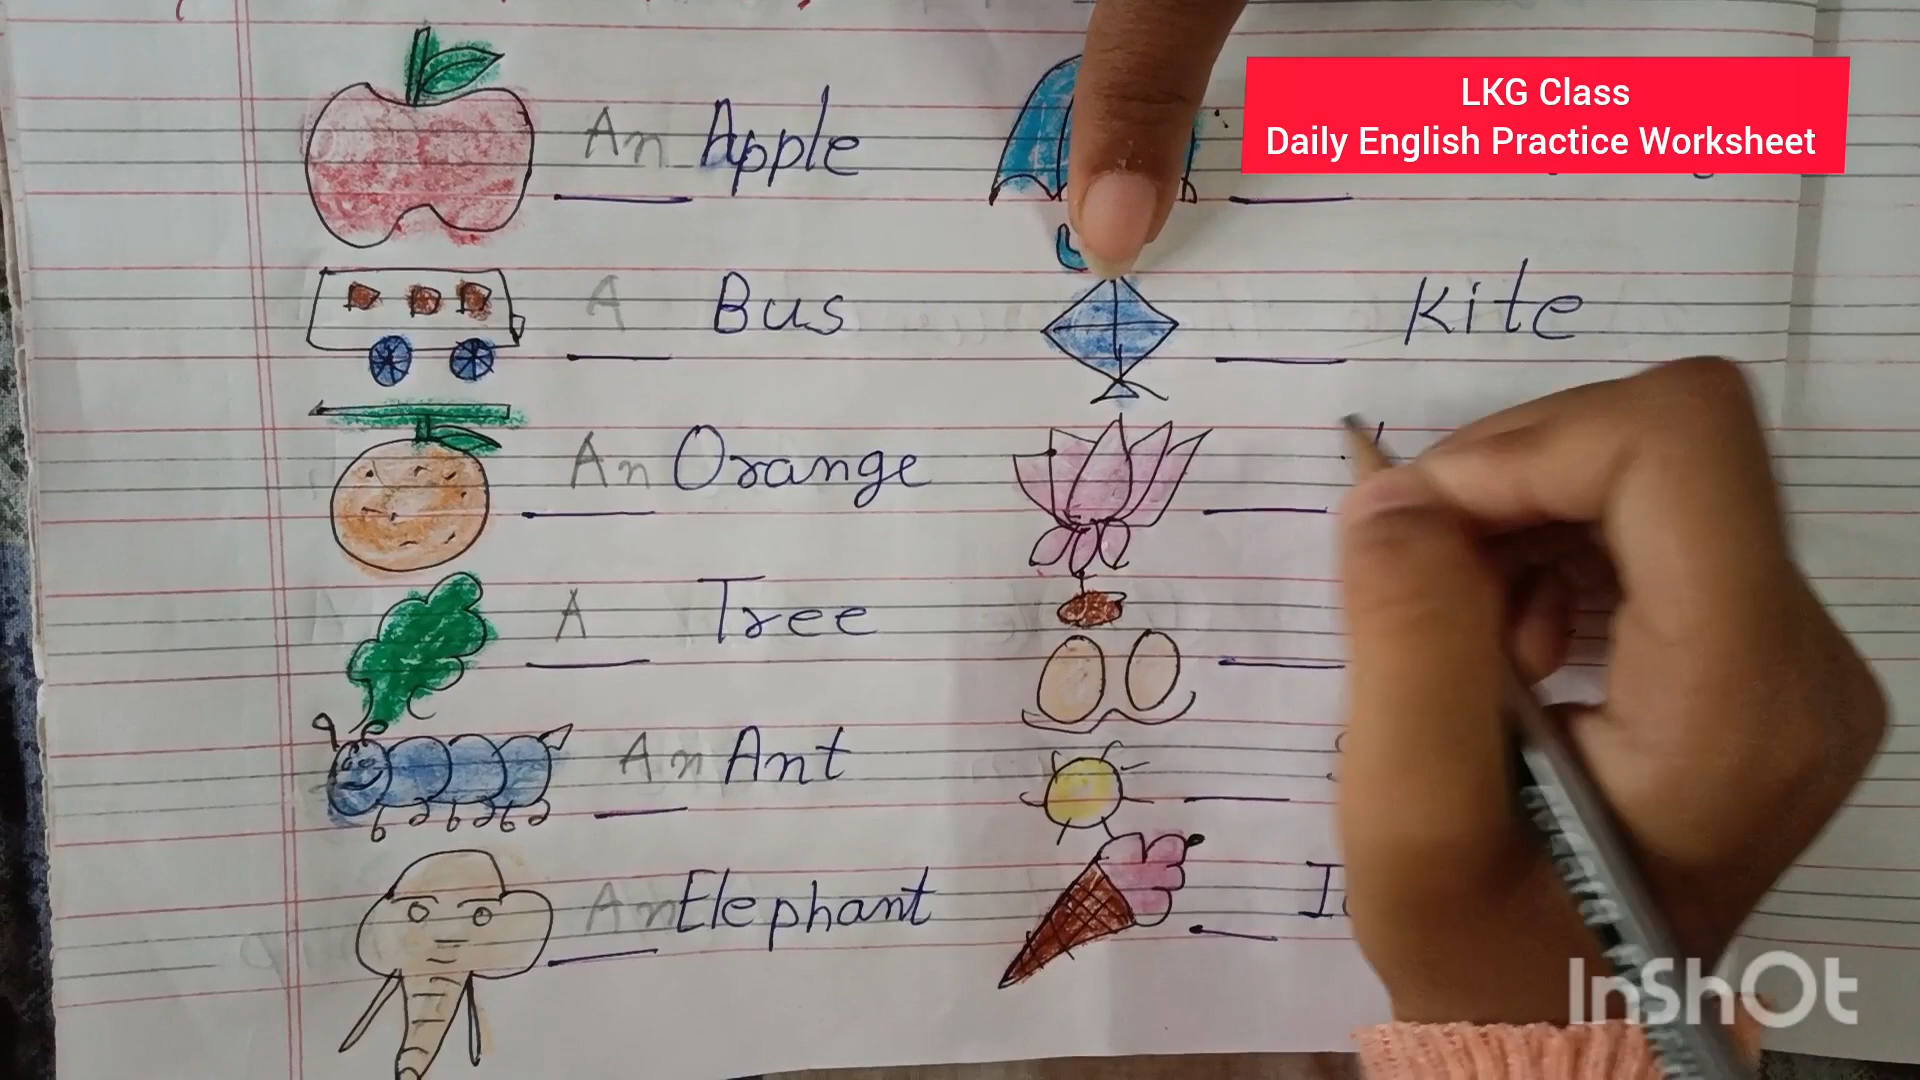 LKG Class
Daily English Practice Worksheet
An Apple
A Bus
Kite
An Orange
A Tree
An Ant
An Elephant
InShOt